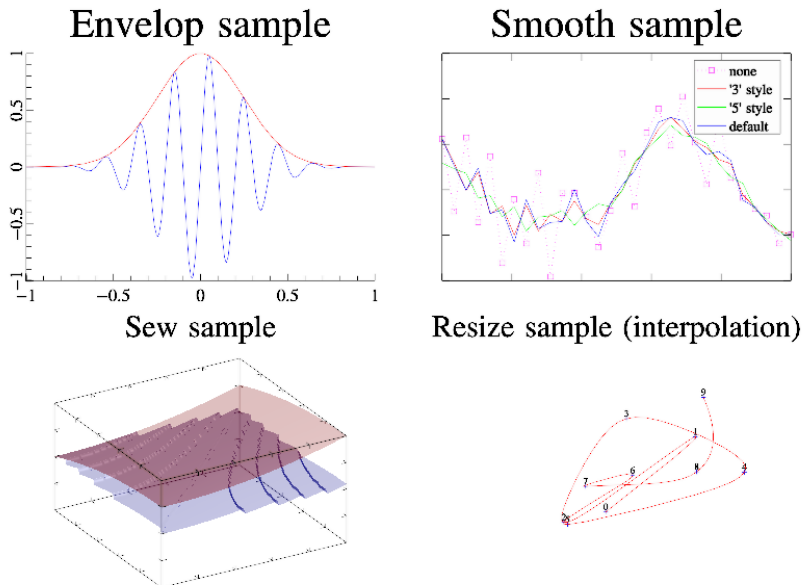 Envelop sample
Smooth sample
1
0.5
0
−0.5
−1
−1
−0.5
0
0.5
1
none
'3' style
'5' style
default
Sew sample
Resize sample (interpolation)
9
3
1
6
7
8
4
0